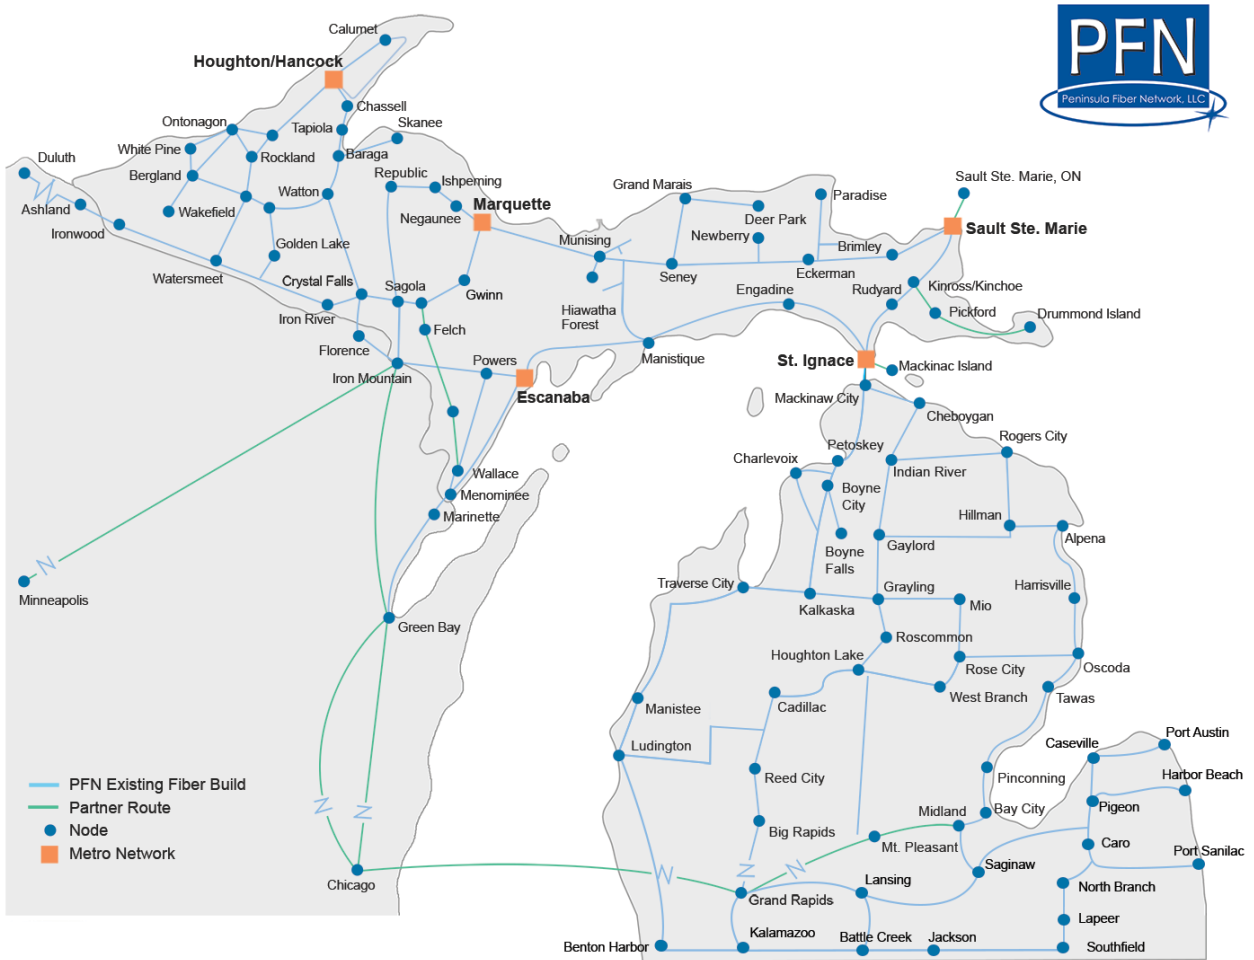 Calumet
PFN
Peninsula Fiber Network, LLC
Houghton/Hancock
Chassell
Ontonagon
Tapiola
Skanee
White Pine
Rockland
Baraga
Duluth
Bergland
Republic
Ishpeming
Grand Marais
Sault Ste. Marie, ON
Paradise
Watton
Marquette
Ashland
Wakefield
Negaunee
Deer Park
Sault Ste. Marie
Ironwood
Newberry
Munising
Brimley
Golden Lake
Watersmeet
Seney
Eckerman
Crystal Falls
Sagola
Gwinn
Engadine
Rudyard
Kinross/Kinchoe
Iron River
Hiawatha
Forest
Pickford
Drummond Island
Felch
Florence
Manistique
Powers
St. Ignace
Mackinac Island
Iron Mountain
Escanaba
Mackinaw City
Cheboygan
Rogers City
Petoskey
Charlevoix
Indian River
Wallace
Boyne
City
Menominee
Marinette
Hillman
Alpena
Gaylord
Boyne
Falls
Minneapolis
Traverse City
Grayling
Harrisville
Kalkaska
Mio
Green Bay
Roscommon
Houghton Lake
Rose City
Oscoda
West Branch
Tawas
Manistee
Cadillac
Port Austin
Ludington
Caseville
Reed City
Pinconning
Harbor Beach
PFN Existing Fiber Build
Partner Route
Node
Metro Network
Midland
Bay City
Pigeon
Big Rapids
Mt. Pleasant
Caro
Port Sanilac
Saginaw
Chicago
Lansing
North Branch
Grand Rapids
Lapeer
Benton Harbor
Kalamazoo
Battle Creek
Jackson
Southfield